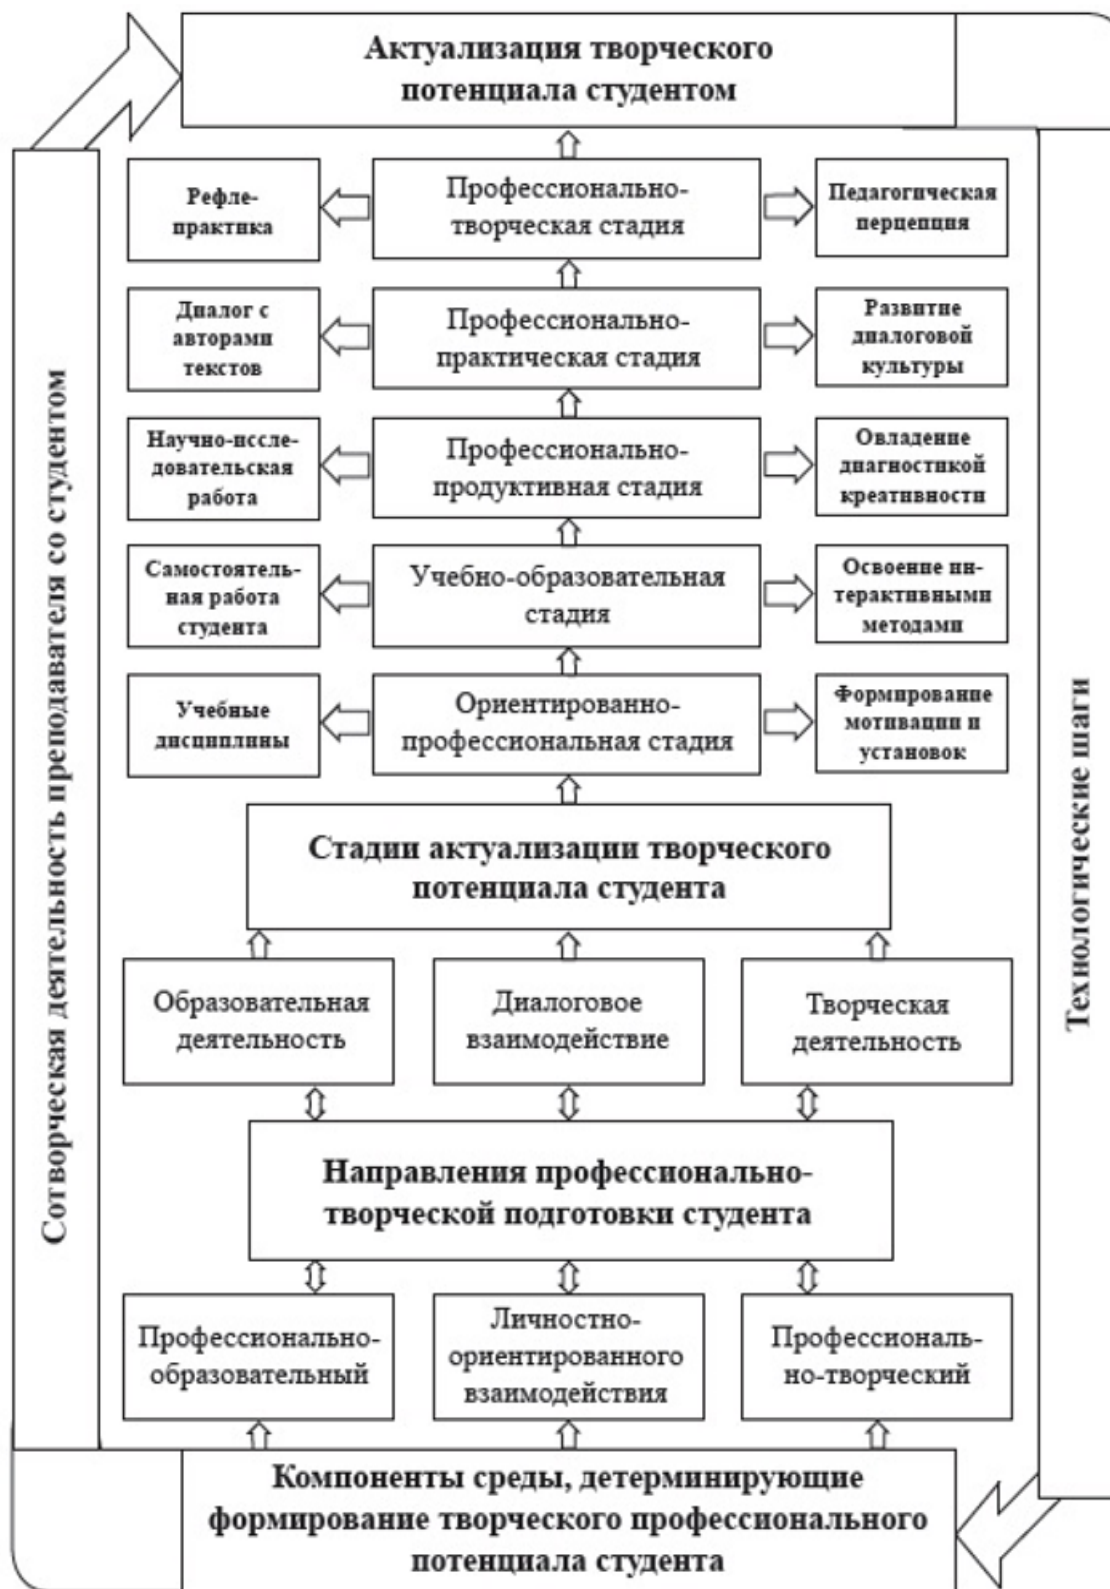 Актуализация творческого
потенциала студентом
Рефле-
практика
Профессионально-
творческая стадия
Педагогическая
перцепция
Диалог с
авторами
текстов
Профессионально-
практическая стадия
Развитие
диалоговой
культуры
Научно-иссле-
довательская
работа
Профессионально-
продуктивная стадия
Овладение
диагностикой
креативности
Самостоятель-
ная работа
студента
Учебно-образовательная
стадия
Освоение ин-
терактивными
методами
Учебные
дисциплины
Ориентированно-
профессиональная стадия
Формирование
мотивации и
установок
Стадии актуализации творческого
потенциала студента
Образовательная
деятельность
Диалоговое
взаимодействие
Творческая
деятельность
Направления профессионально-
творческой подготовки студента
Профессионально-
образовательный
Личностно-
ориентированного
взаимодействия
Профессиональ-
но-творческий
Компоненты среды, детерминирующие
формирование творческого профессионального
потенциала студента
Сотворческая деятельность преподавателя со студентом
Технологические шаги